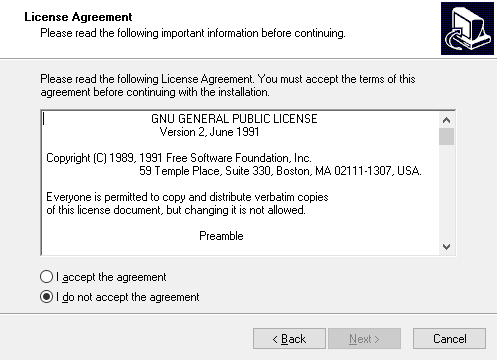 License Agreement
Please read the following important information before continuing.
Please read the following License Agreement. You must accept the terms of this
agreement before continuing with the installation.
GNU GENERAL PUBLIC LICENSE
Version 2, June 1991
Copyright (C) 1989, 1991 Free Software Foundation, Inc.
59 Temple Place, Suite 330, Boston, MA 02111-1307, USA.
Everyone is permitted to copy and distribute verbatim copies
of this license document, but changing it is not allowed.
Preamble
I accept the agreement
I do not accept the agreement
< Back Next > Cancel